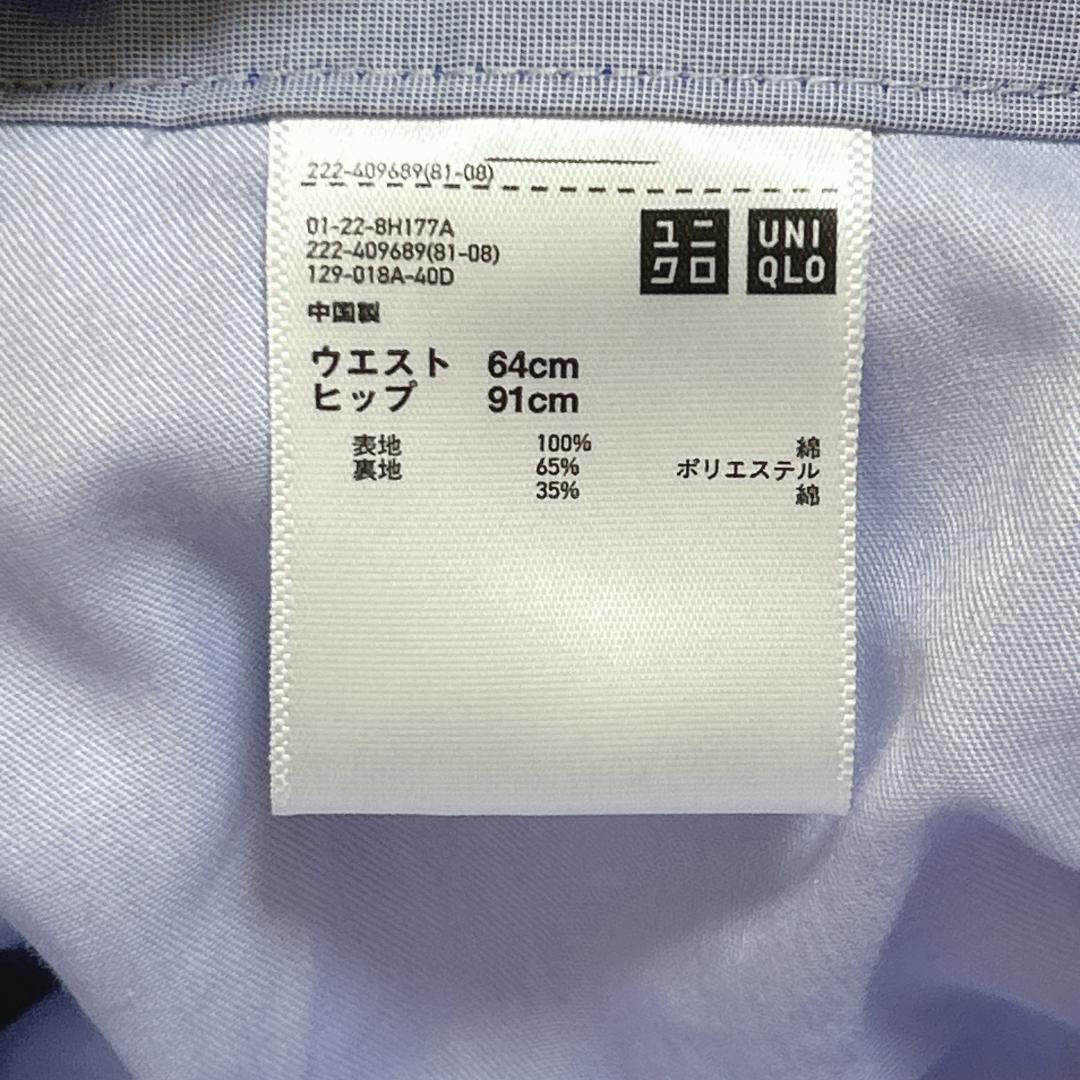 222-409689(81-08)
01-22-8H177A
222-409689(81-08)
129-018A-40D
中国製
ユニ
クロ
UNI
QLO
ウエスト 64cm
ヒップ 91cm
表地 100% 綿
裏地 65% ポリエステル
35% 綿